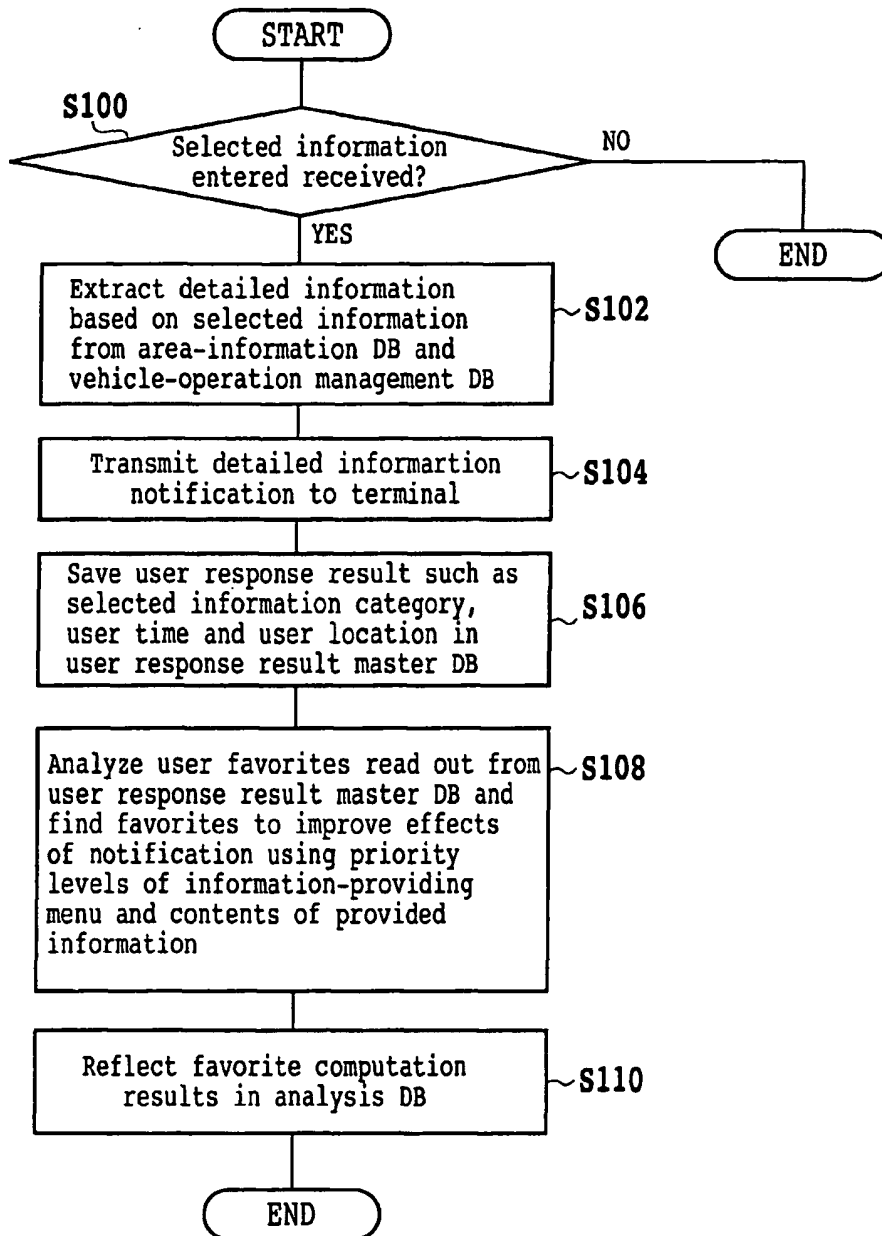 START
S100
Selected information
entered received?
NO
YES
END
Extract detailed information
based on selected information
from area-information DB and
vehicle-operation management DB
S102
Transmit detailed informartion
notification to terminal
S104
Save user response result such as
selected information category,
user time and user location in
user response result master DB
S106
Analyze user favorites read out from
user response result master DB and
find favorites to improve effects
of notification using priority
levels of information-providing
menu and contents of provided
information
S108
Reflect favorite computation
results in analysis DB
S110
END